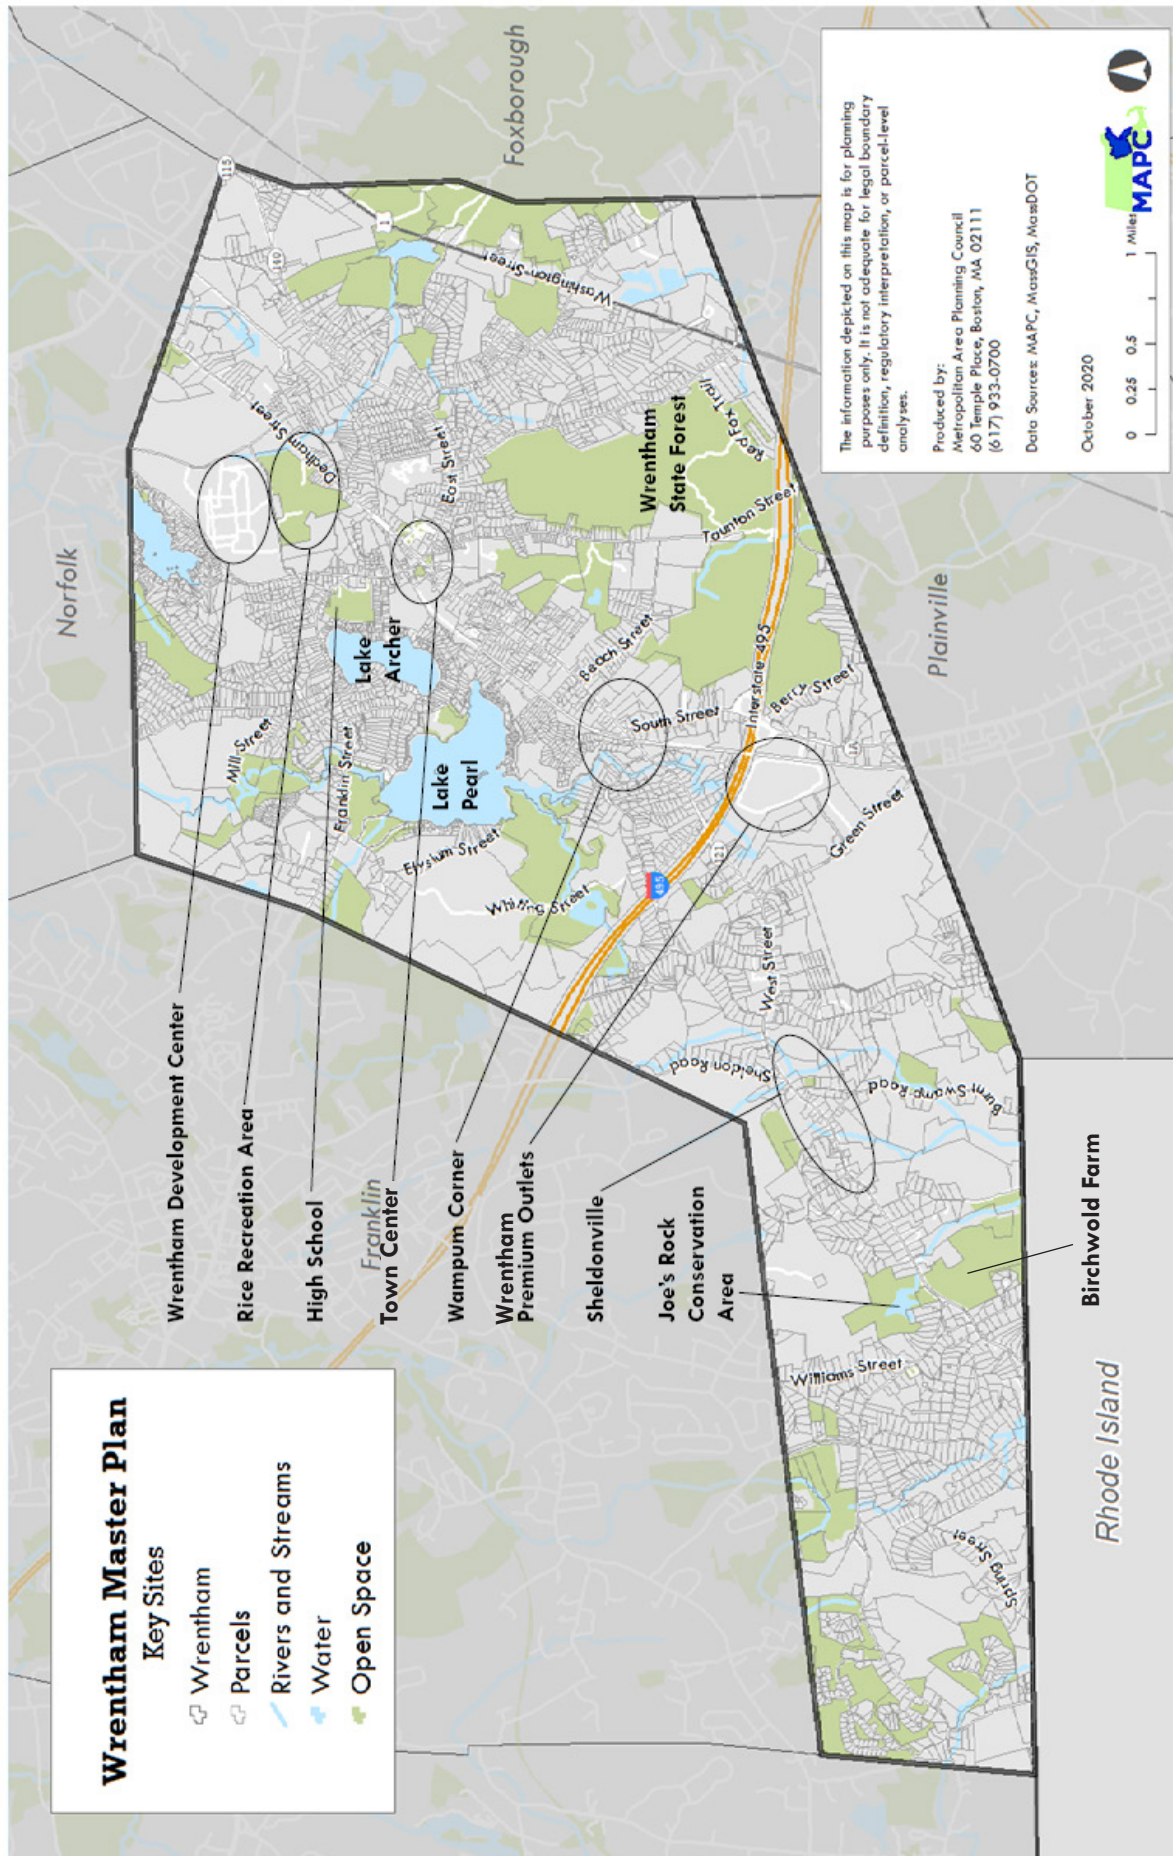 Wrentham Master Plan
Key Sites
Wrentham
Parcels
Rivers and Streams
Water
Open Space
Norfolk
Foxborough
Franklin
Plainville
Rhode Island
Wrentham Development Center
Rice Recreation Area
High School
Town Center
Wampum Corner
Wrentham
Premium Outlets
Sheldonville
Joe's Rock
Conservation
Area
Birchwold Farm
Lake
Archer
Lake
Pearl
Wrentham
State Forest
Mill Street
Franklin Street
Elysium Street
Whiting Street
Dedham Street
East Street
Washington Street
Red Fox Trail
Taunton Street
Beach Street
South Street
Interstate 495
Berry Street
Green Street
West Street
Sheldon Road
Burnt Swamp Road
Williams Street
Spring Street
115
140
1
495
121
1A
The information depicted on this map is for planning
purposes only. It is not adequate for legal boundary
definition, regulatory interpretation, or parcel-level
analyses.
Produced by:
Metropolitan Area Planning Council
60 Temple Place, Boston, MA 02111
(617) 933-0700
Data Sources: MAPC, MassGIS, MassDOT
October 2020
0 0.25 0.5 1 Miles
MAPC